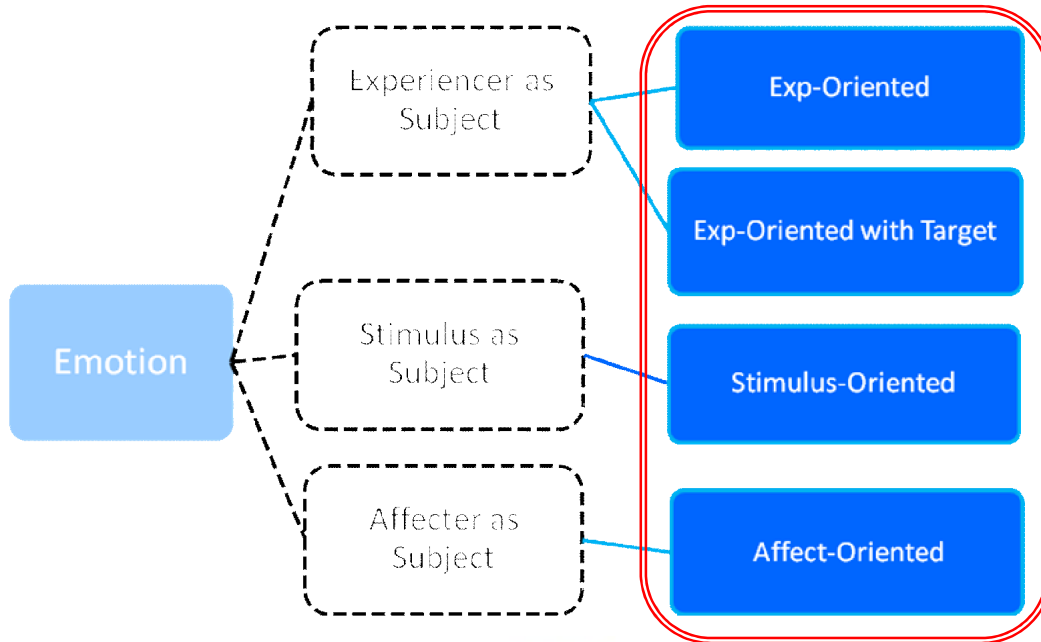 Experiencer as
Subject
Exp-Oriented
Exp-Oriented with Target
Emotion
Stimulus as
Subject
Stimulus-Oriented
Affecter as
Subject
Affect-Oriented